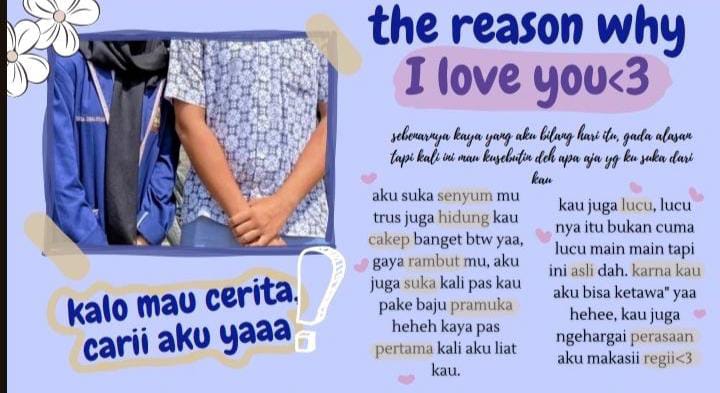 the reason why
I love you<3
sebenarnya kaya yang aku bilang hari itu, gada alasan
tapi kali ini mau kusebutin deh apa aja yg ku suka dari
kau
aku suka senyum mu
trus juga hidung kau
cakep banget btw yaa,
gaya rambut mu, aku
juga suka kali pas kau
pake baju pramuka
heheh kaya pas
pertama kali aku liat
kau.
kau juga lucu, lucu
nya itu bukan cuma
lucu main main tapi
ini asli dah. karna kau
aku bisa ketawa" yaa
hehee, kau juga
ngehargai perasaan
aku makasii regii<3
kalo mau cerita,
carii aku yaaa!